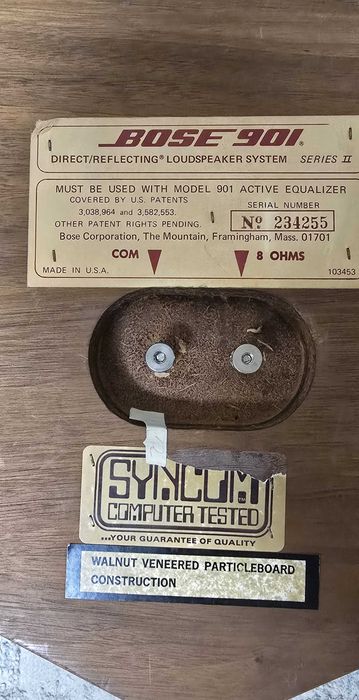 BOSE 901®
DIRECT/REFLECTING® LOUDSPEAKER SYSTEM SERIES II
MUST BE USED WITH MODEL 901 ACTIVE EQUALIZER
COVERED BY U.S. PATENTS
3,038,964 and 3,582,553.
OTHER PATENT RIGHTS PENDING.
SERIAL NUMBER
Nº 234255
Bose Corporation, The Mountain, Framingham, Mass. 01701
COM 8 OHMS
MADE IN U.S.A. 103453
SYNCOM™
COMPUTER TESTED
...YOUR GUARANTEE OF QUALITY
WALNUT VENEERED PARTICLEBOARD
CONSTRUCTION